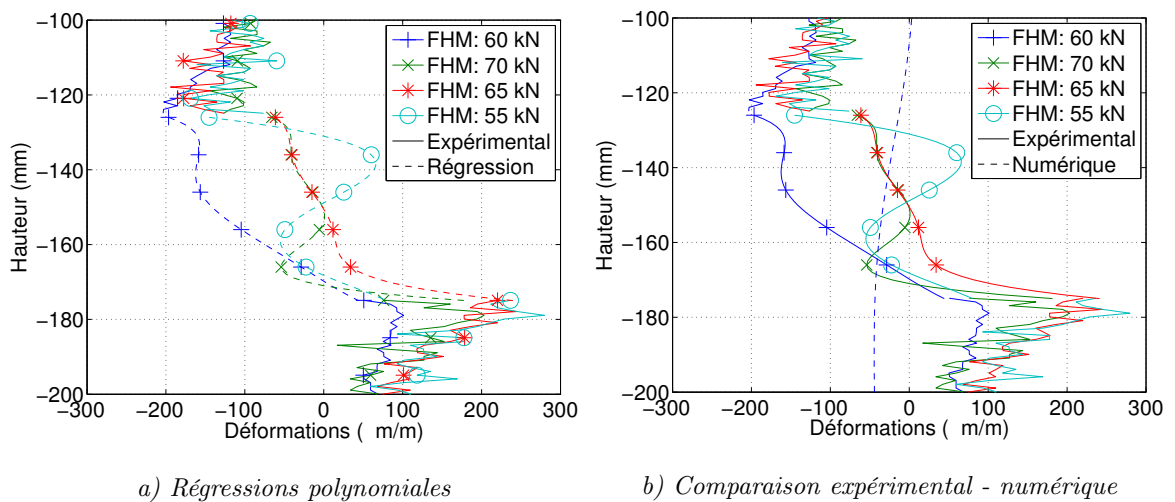 −100
−120
−140
−160
−180
−200
Hauteur (mm)
−300
−200
−100
0
100
200
300
Déformations ( m/m)
FHM: 60 kN
FHM: 70 kN
FHM: 65 kN
FHM: 55 kN
Expérimental
Régression
a) Régressions polynomiales
−100
−120
−140
−160
−180
−200
Hauteur (mm)
−300
−200
−100
0
100
200
300
Déformations ( m/m)
FHM: 60 kN
FHM: 70 kN
FHM: 65 kN
FHM: 55 kN
Expérimental
Numérique
b) Comparaison expérimental - numérique